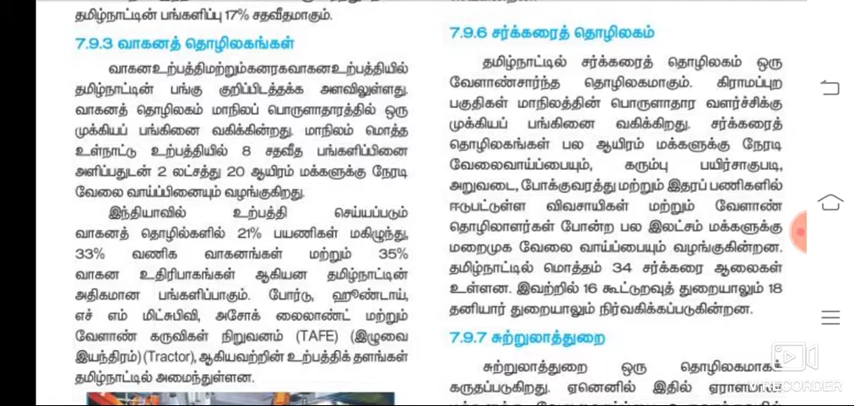 தமிழ்நாட்டின் பங்களிப்பு 17% சதவீதமாகும்.
7.9.3 வாகனத் தொழிலகங்கள்
வாகனஉற்பத்திமற்றும்கனரகவாகனஉற்பத்தியில்
தமிழ்நாட்டின் பங்கு குறிப்பிடத்தக்க அளவிலுள்ளது.
வாகனத் தொழிலகம் மாநிலப் பொருளாதாரத்தில் ஒரு
முக்கியப் பங்கினை வகிக்கின்றது. மாநிலம் மொத்த
உள்நாட்டு உற்பத்தியில் 8 சதவீத பங்களிப்பினை
அளிப்பதுடன் 2 லட்சத்து 20 ஆயிரம் மக்களுக்கு நேரடி
வேலை வாய்ப்பினையும் வழங்குகிறது.
இந்தியாவில் உற்பத்தி செய்யப்படும்
வாகனத் தொழில்களில் 21% பயணிகள் மகிழுந்து,
33% வணிக வாகனங்கள் மற்றும் 35%
வாகன உதிரிபாகங்கள் ஆகியன தமிழ்நாட்டின்
அதிகமான பங்களிப்பாகும். போர்டு, ஹூண்டாய்,
எச் எம் மிட்சுபிவி, அசோக் லைலாண்ட் மற்றும்
வேளாண் கருவிகள் நிறுவனம் (TAFE) (இழுவை
இயந்திரம்) (Tractor), ஆகியவற்றின் உற்பத்திக் தளங்கள்
தமிழ்நாட்டில் அமைந்துள்ளன.
7.9.6 சர்க்கரைத் தொழிலகம்
தமிழ்நாட்டில் சர்க்கரைத் தொழிலகம் ஒரு
வேளாண்சார்ந்த தொழிலகமாகும். கிராமப்புற
பகுதிகள் மாநிலத்தின் பொருளாதார வளர்ச்சிக்கு
முக்கியப் பங்கினை வகிக்கிறது. சர்க்கரைத்
தொழிலகங்கள் பல ஆயிரம் மக்களுக்கு நேரடி
வேலைவாய்ப்பையும், கரும்பு பயிர்சாகுபடி,
அறுவடை, போக்குவரத்து மற்றும் இதரப் பணிகளில்
ஈடுபட்டுள்ள விவசாயிகள் மற்றும் வேளாண்
தொழிலாளர்கள் போன்ற பல இலட்சம் மக்களுக்கு
மறைமுக வேலை வாய்ப்பையும் வழங்குகின்றன.
தமிழ்நாட்டில் மொத்தம் 34 சர்க்கரை ஆலைகள்
உள்ளன. இவற்றில் 16 கூட்டுறவுத் துறையாலும் 18
தனியார் துறையாலும் நிர்வகிக்கப்படுகின்றன.
7.9.7 சுற்றுலாத்துறை
சுற்றுலாத்துறை ஒரு தொழிலகமாகக்
கருதப்படுகிறது. ஏனெனில் இதில் ஏராளமான
RECORDER